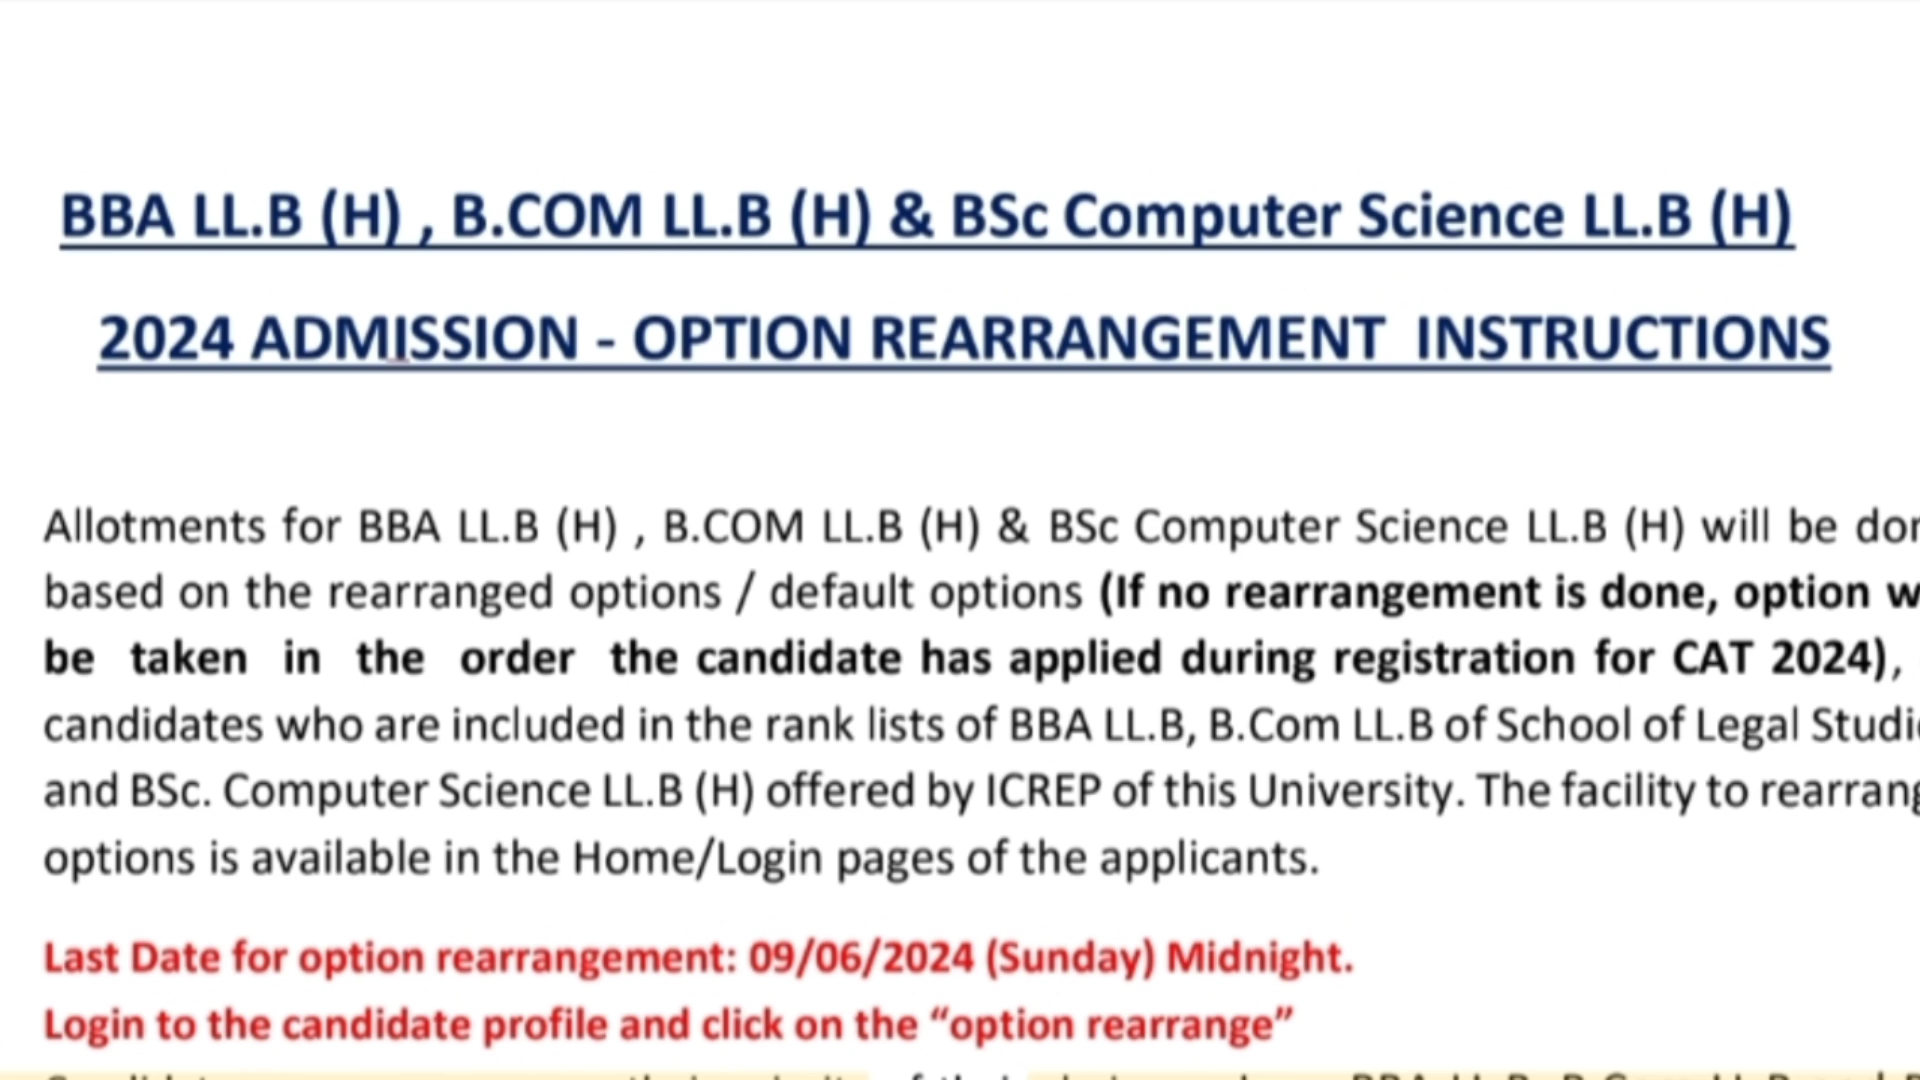 BBA LL.B (H) , B.COM LL.B (H) & BSc Computer Science LL.B (H)
2024 ADMISSION - OPTION REARRANGEMENT INSTRUCTIONS
Allotments for BBA LL.B (H) , B.COM LL.B (H) & BSc Computer Science LL.B (H) will be
based on the rearranged options / default options (If no rearrangement is done, option
be taken in the order the candidate has applied during registration for CAT 2024),
candidates who are included in the rank lists of BBA LL.B, B.Com LL.B of School of Legal
and BSc. Computer Science LL.B (H) offered by ICREP of this University. The facility to
options is available in the Home/Login pages of the applicants.
Last Date for option rearrangement: 09/06/2024 (Sunday) Midnight.
Login to the candidate profile and click on the “option rearrange”